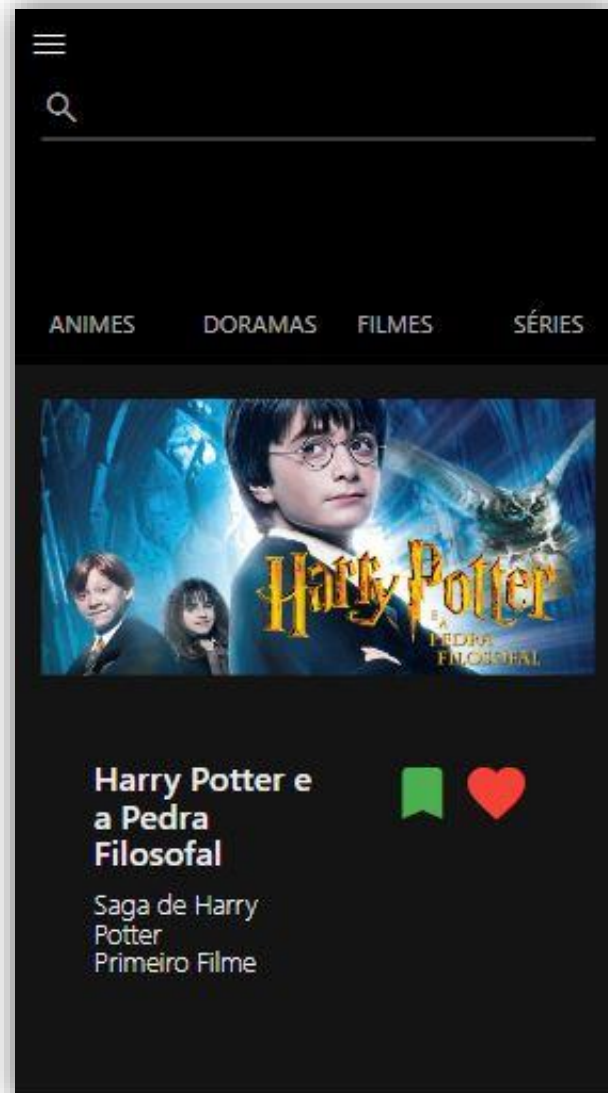 ANIMES DORAMAS FILMES SÉRIES
Harry Potter
E A
PEDRA
FILOSOFAL
Harry Potter e
a Pedra
Filosofal
Saga de Harry
Potter
Primeiro Filme